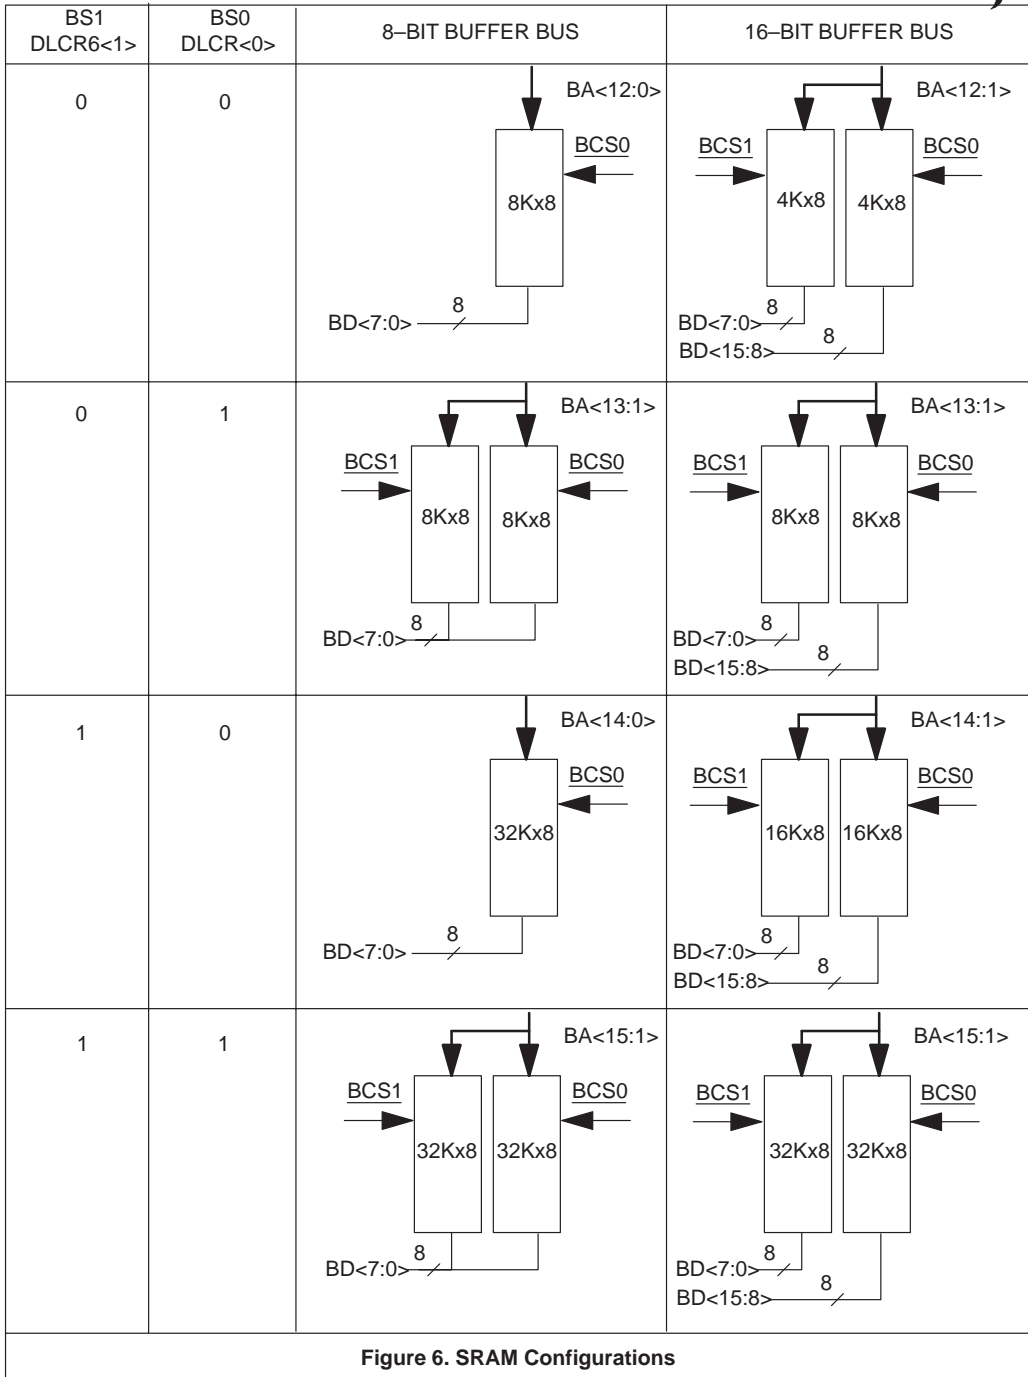 BS1
DLCR6<1>
BS0
DLCR<0>
8–BIT BUFFER BUS
16–BIT BUFFER BUS
0
0
BA<12:0>
BCS0
8Kx8
8
BD<7:0>
BA<12:1>
BCS1
BCS0
4Kx8
4Kx8
8
BD<7:0>
8
BD<15:8>
0
1
BA<13:1>
BCS1
BCS0
8Kx8
8Kx8
8
BD<7:0>
BA<13:1>
BCS1
BCS0
8Kx8
8Kx8
8
BD<7:0>
8
BD<15:8>
1
0
BA<14:0>
BCS0
32Kx8
8
BD<7:0>
BA<14:1>
BCS1
BCS0
16Kx8
16Kx8
8
BD<7:0>
8
BD<15:8>
1
1
BA<15:1>
BCS1
BCS0
32Kx8
32Kx8
8
BD<7:0>
BA<15:1>
BCS1
BCS0
32Kx8
32Kx8
8
BD<7:0>
8
BD<15:8>
Figure 6. SRAM Configurations